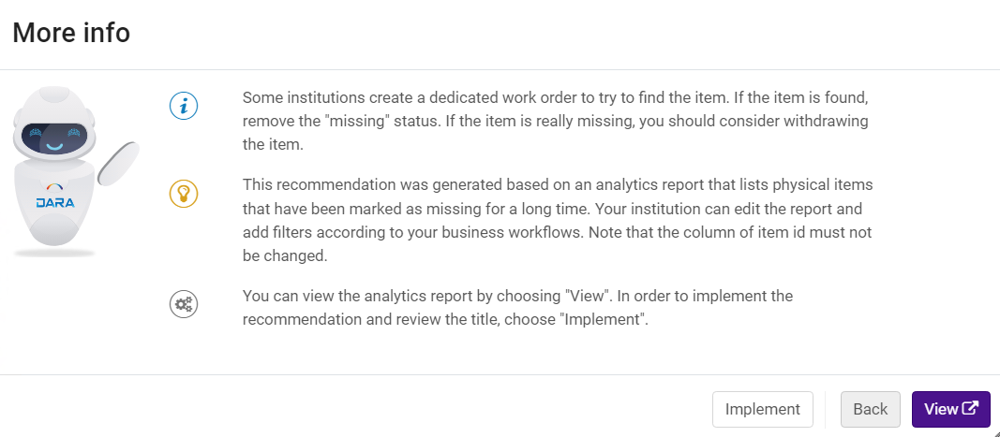 More info
Some institutions create a dedicated work order to try to find the item. If the item is found,
remove the "missing" status. If the item is really missing, you should consider withdrawing
the item.
DARA
This recommendation was generated based on an analytics report that lists physical items
that have been marked as missing for a long time. Your institution can edit the report and
add filters according to your business workflows. Note that the column of item id must not
be changed.
You can view the analytics report by choosing "View". In order to implement the
recommendation and review the title, choose "Implement".
Implement
Back
View